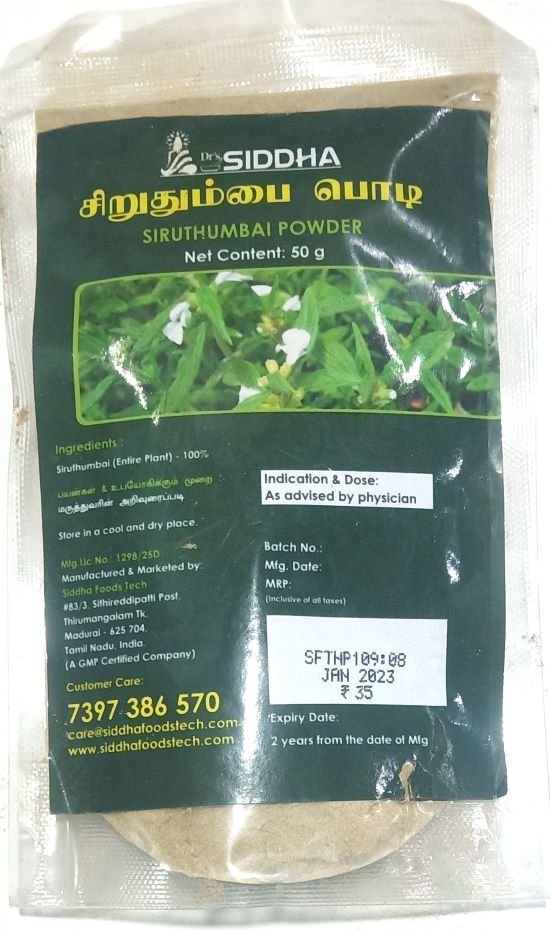 Dr's SIDDHA
சிறுதும்பை பொடி
SIRUTHUMBAI POWDER
Net Content: 50 g
Ingredients :
Siruthumbai (Entire Plant) - 100%
பயன்கள் & உபயோகிக்கும் முறை :
மருத்துவரின் அறிவுரைப்படி
Store in a cool and dry place.
Mfg Lic No.: 1298/25D
Manufactured & Marketed by:
Siddha Foods Tech
#83/3, Sithireddipatti Post,
Thirumangalam Tk,
Madurai - 625 704,
Tamil Nadu, India.
(A GMP Certified Company)
Customer Care:
7397 386 570
care@siddhafoodstech.com
www.siddhafoodstech.com
Indication & Dose:
As advised by physician
Batch No.:
Mfg. Date:
MRP:
(Inclusive of all taxes)
SFTHP109:08
JAN 2023
₹ 35
Expiry Date:
2 years from the date of Mfg